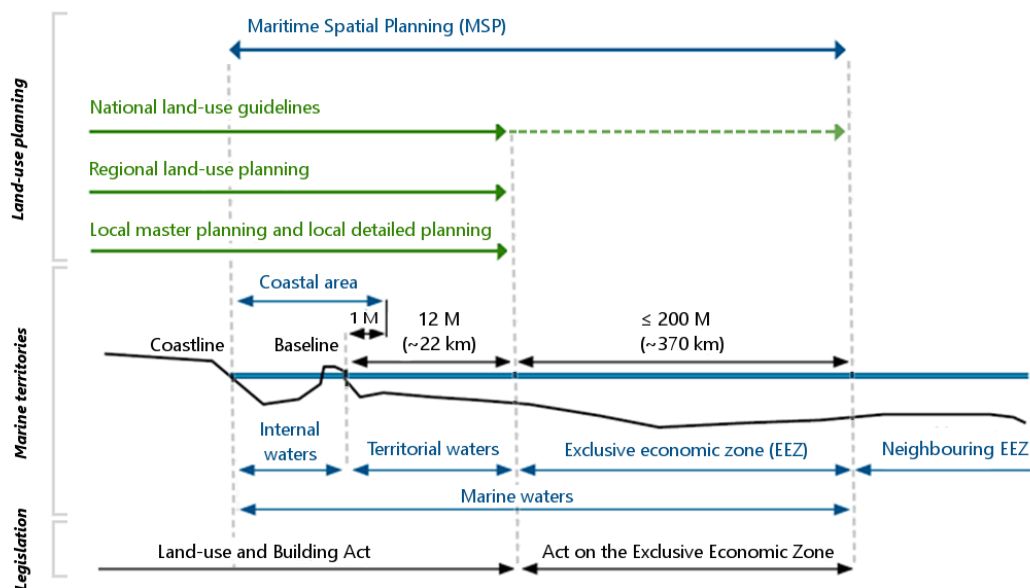 Maritime Spatial Planning (MSP)
Land-use planning
National land-use guidelines
Regional land-use planning
Local master planning and local detailed planning
Marine territories
Coastal area
1 M
12 M
(~22 km)
≤ 200 M
(~370 km)
Coastline
Baseline
Internal
waters
Territorial waters
Exclusive economic zone (EEZ)
Neighbouring EEZ
Marine waters
Legislation
Land-use and Building Act
Act on the Exclusive Economic Zone